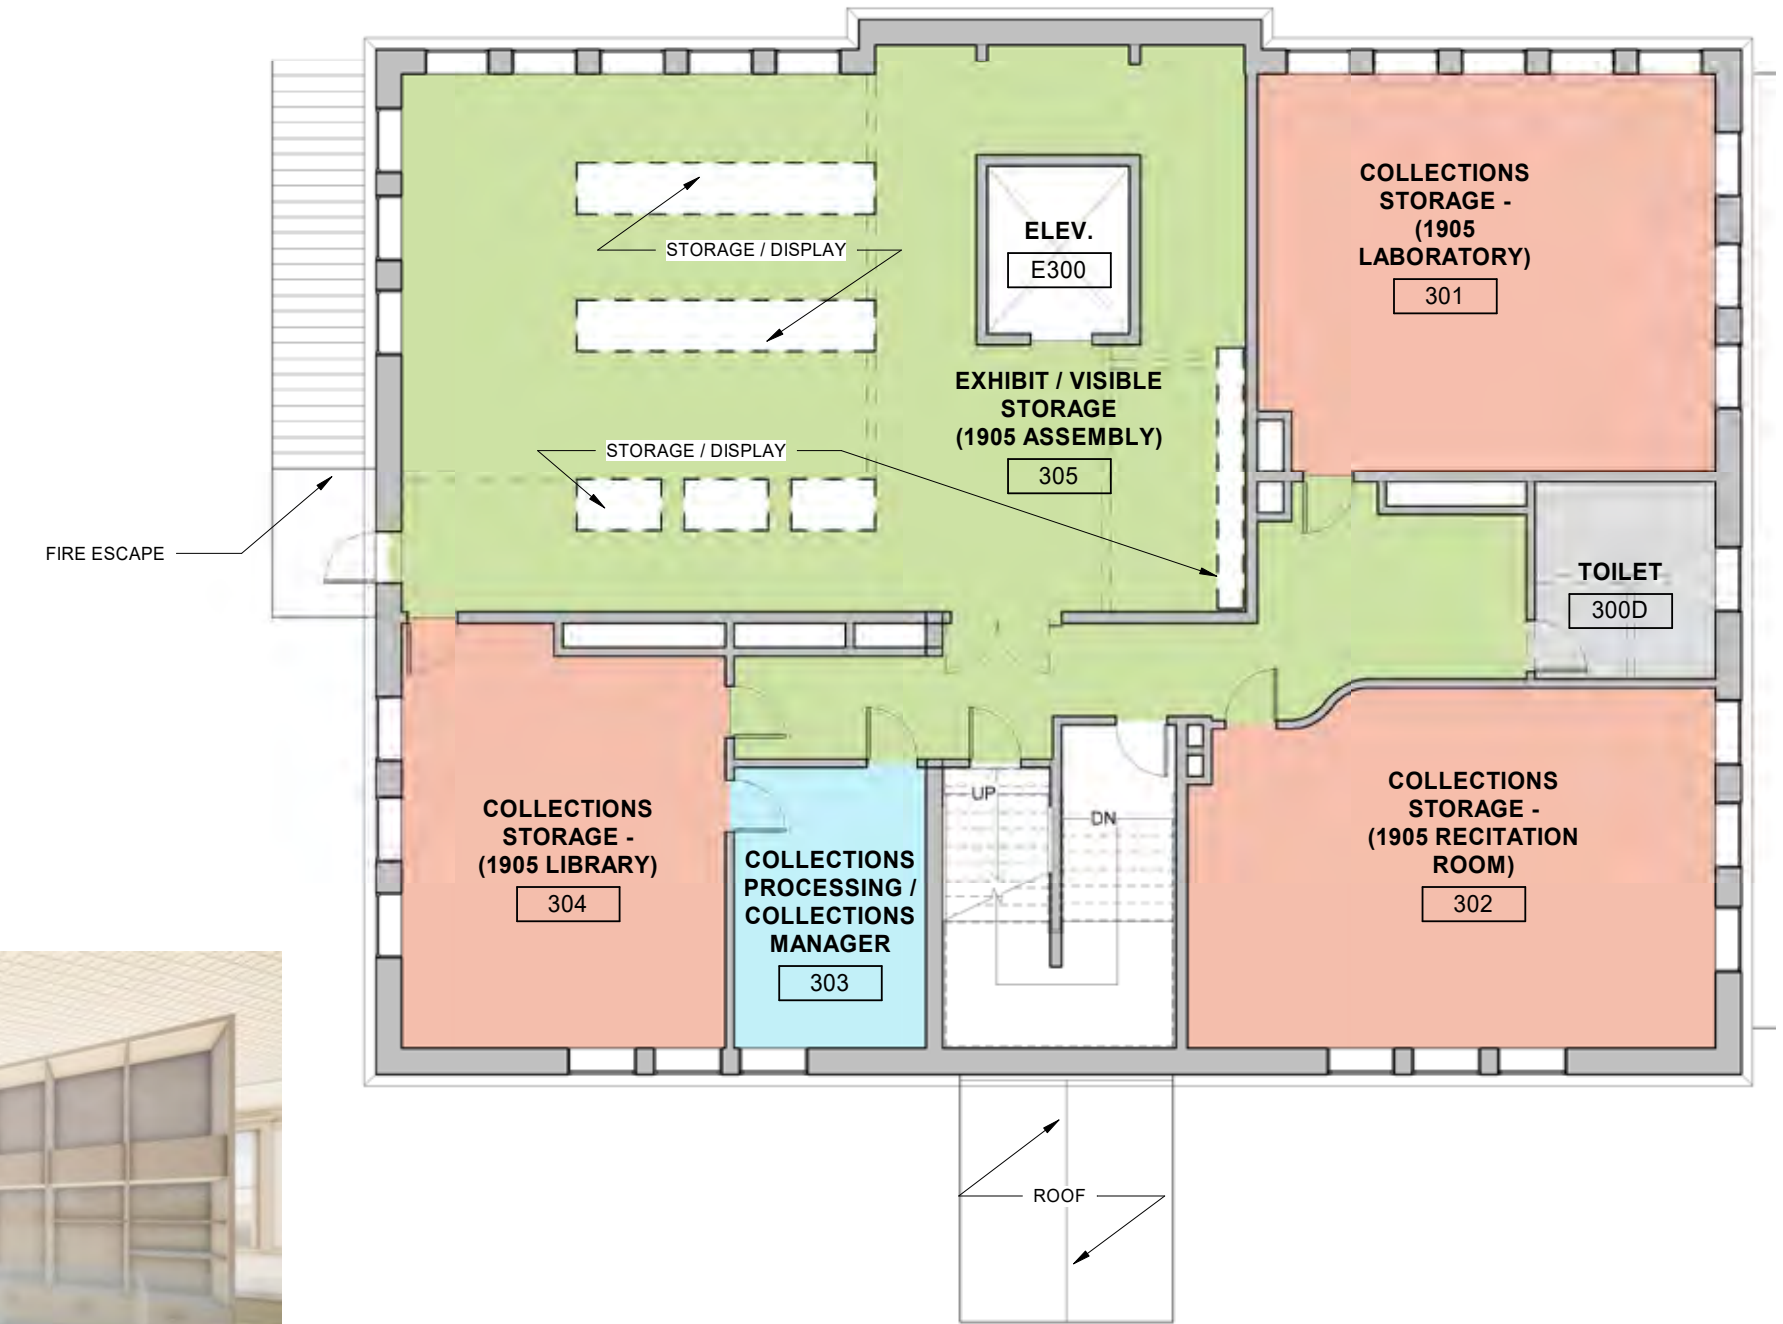 COLLECTIONS
STORAGE -
(1905
LABORATORY)
301
ELEV.
E300
STORAGE / DISPLAY
EXHIBIT / VISIBLE
STORAGE
(1905 ASSEMBLY)
305
STORAGE / DISPLAY
FIRE ESCAPE
TOILET
300D
COLLECTIONS
STORAGE -
(1905 LIBRARY)
304
COLLECTIONS
PROCESSING /
COLLECTIONS
MANAGER
303
UP
DN
COLLECTIONS
STORAGE -
(1905 RECITATION
ROOM)
302
ROOF